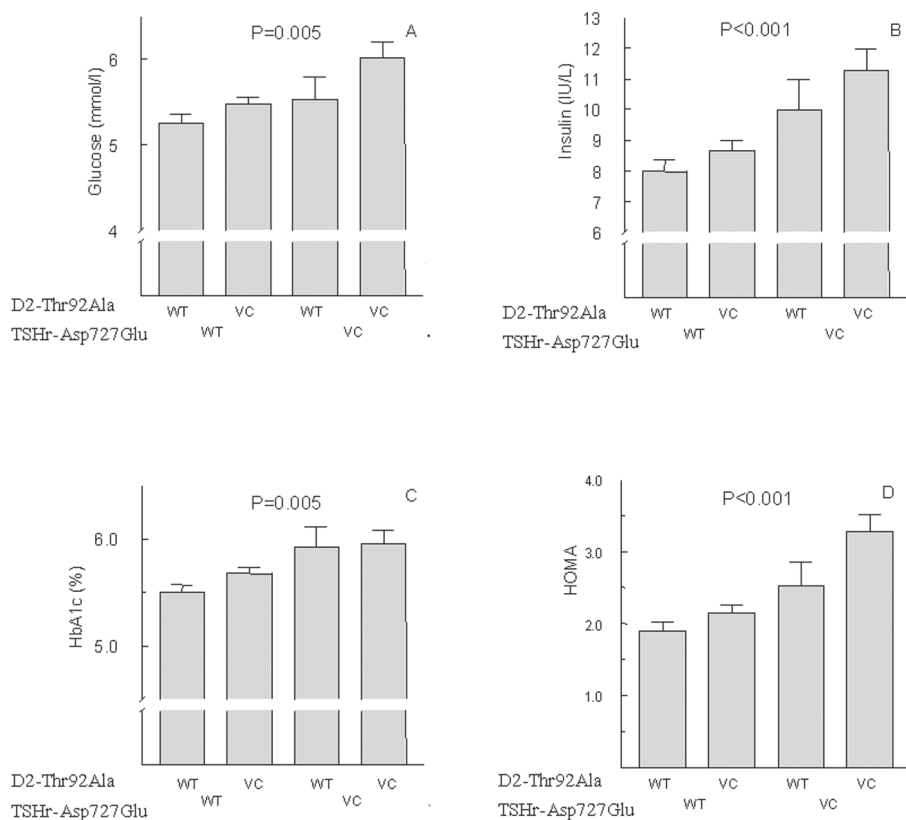 P=0.005 A
6
5
4
Glucose (mmol/l)
D2-Thr92Ala WT VC WT VC
TSHr-Asp727Glu WT VC
P<0.001 B
13
12
11
10
9
8
7
6
Insulin (IU/L)
D2-Thr92Ala WT VC WT VC
TSHr-Asp727Glu WT VC
P=0.005 C
6.0
5.0
HbA1c (%)
D2-Thr92Ala WT VC WT VC
TSHr-Asp727Glu WT VC
P<0.001 D
4.0
3.0
2.0
1.0
HOMA
D2-Thr92Ala WT VC WT VC
TSHr-Asp727Glu WT VC